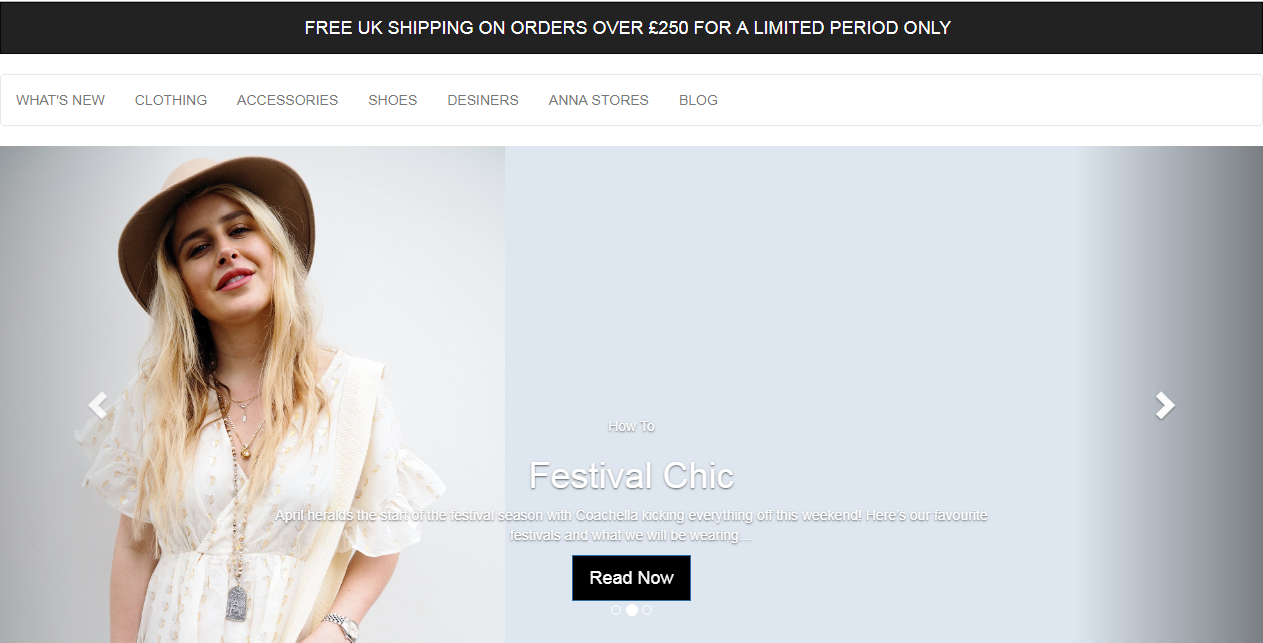 FREE UK SHIPPING ON ORDERS OVER £250 FOR A LIMITED PERIOD ONLY
WHAT'S NEW CLOTHING ACCESSORIES SHOES DESINERS ANNA STORES BLOG
How To
Festival Chic
April heralds the start of the festival season with Coachella kicking everything off this weekend! Here's our favourite
festivals and what we will be wearing...
Read Now